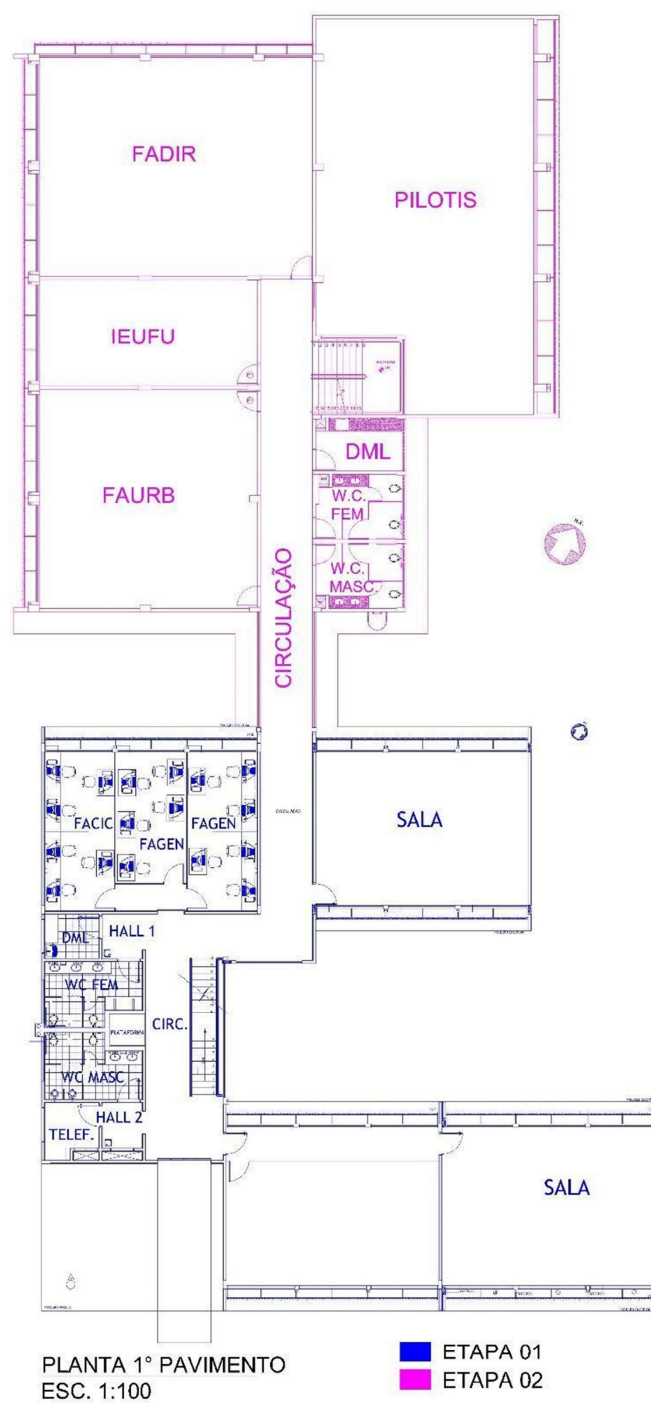 FADIR
PILOTIS
IEUFU
DML
FAURB
W.C.
FEM
W.C.
MASC.
CIRCULAÇÃO
FACIC
FAGEN
FAGEN
SALA
CIRCULAÇÃO
DML
HALL 1
WC FEM
PLATAFORMA
CIRC.
WC MASC
HALL 2
TELEF.
SALA
PLANTA 1° PAVIMENTO
ESC. 1:100
ETAPA 01
ETAPA 02